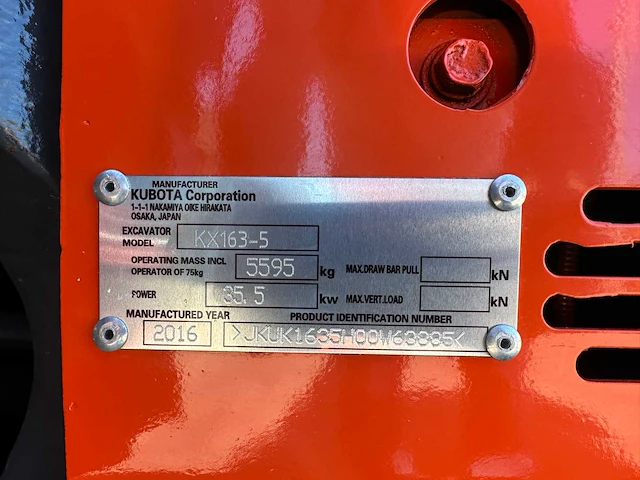 MANUFACTURER
KUBOTA Corporation
1-1-1 NAKAMIYA OIKE HIRAKATA
OSAKA, JAPAN
EXCAVATOR MODEL KX163-5
OPERATING MASS INCL OPERATOR OF 75kg 5595 kg MAX.DRAW BAR PULL kN
POWER 35.5 kw MAX.VERT.LOAD kN
MANUFACTURED YEAR PRODUCT IDENTIFICATION NUMBER
2016 >JKUK1635H00W63885<